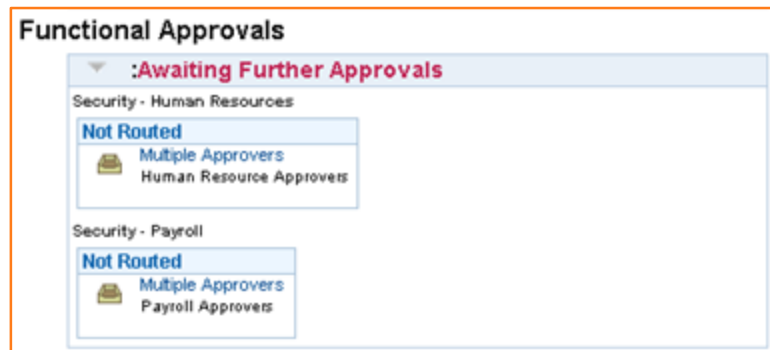 Functional Approvals
:Awaiting Further Approvals
Security - Human Resources
Not Routed
Multiple Approvers
Human Resource Approvers
Security - Payroll
Not Routed
Multiple Approvers
Payroll Approvers